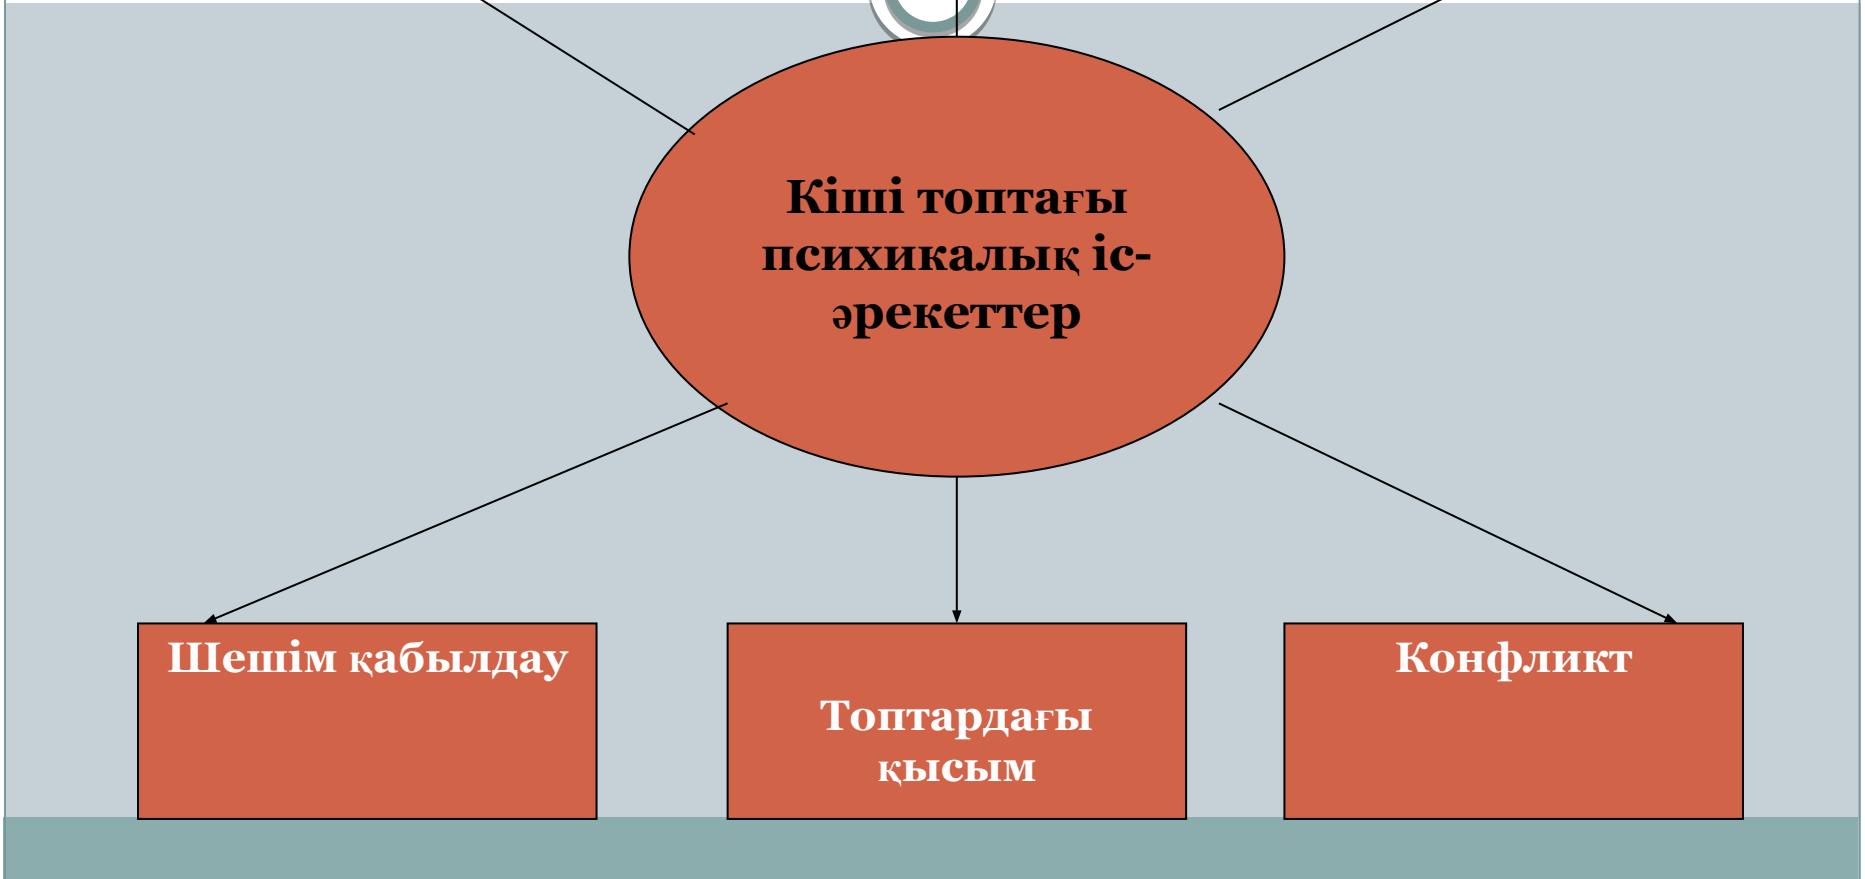 Кіші топтағы
психикалық іс-
әрекеттер
Шешім қабылдау
Топтардағы
қысым
Конфликт